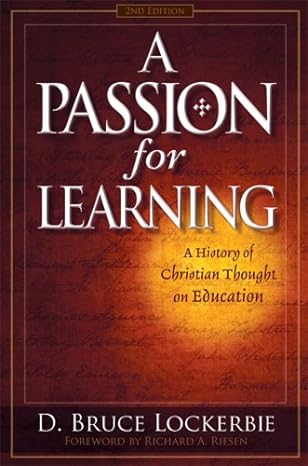 2ND EDITION
A
PASSION
for
LEARNING
A History of
Christian Thought
on Education
D. BRUCE LOCKERBIE
FOREWORD BY RICHARD A. RIESEN